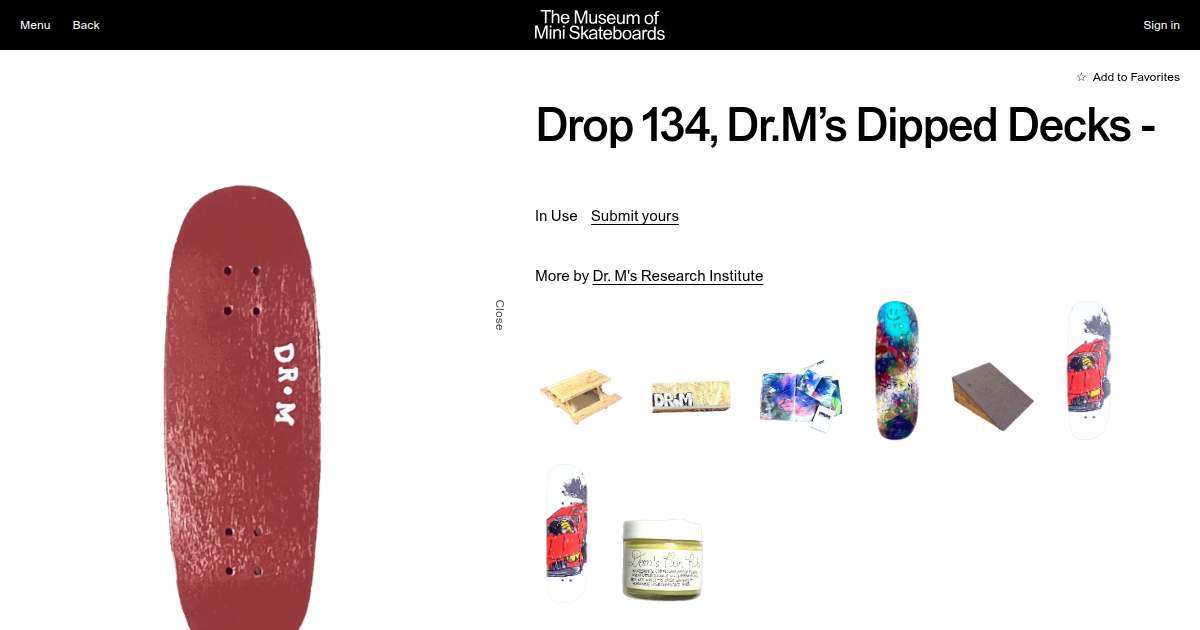 Menu
Back
The Museum of
Mini Skateboards
Sign in
☆ Add to Favorites
Drop 134, Dr.M’s Dipped Decks -
In Use
Submit yours
More by Dr. M's Research Institute
Close
DR•M
DR•M